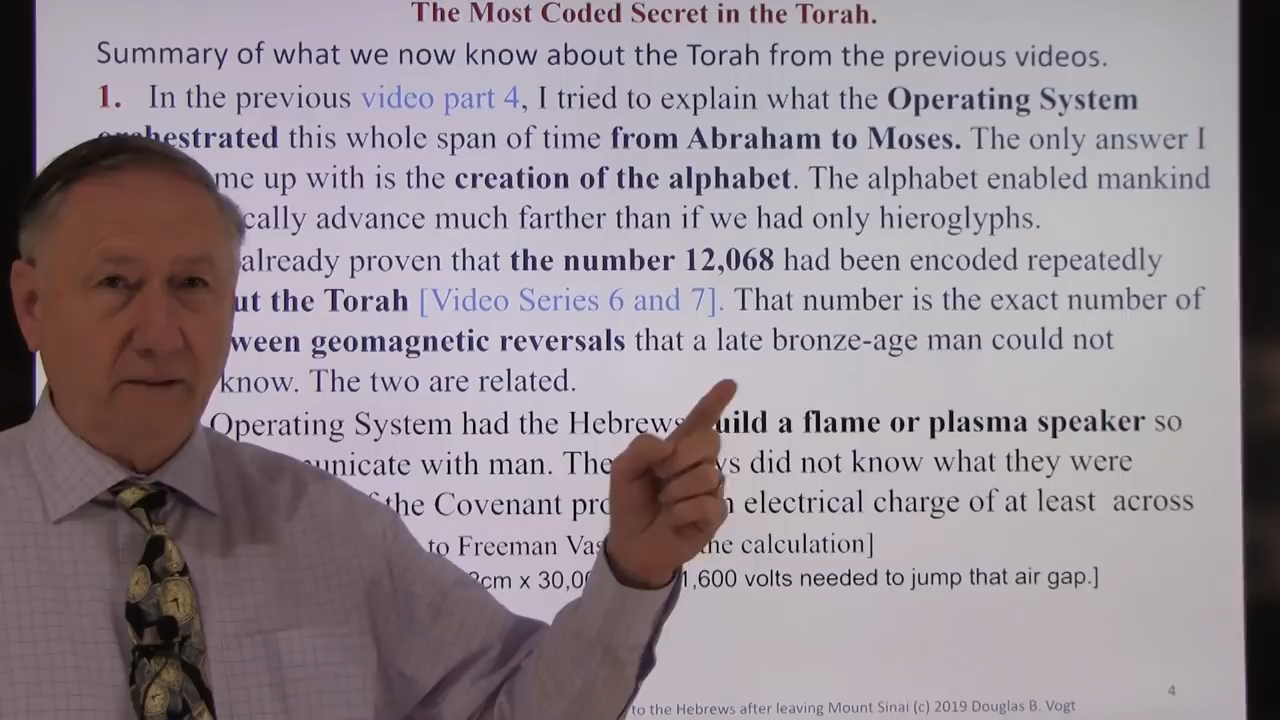 The Most Coded Secret in the Torah.
Summary of what we now know about the Torah from the previous videos.
1. In the previous video part 4, I tried to explain what the Operating System
orchestrated this whole span of time from Abraham to Moses. The only answer I
me up with is the creation of the alphabet. The alphabet enabled mankind
cally advance much farther than if we had only hieroglyphs.
already proven that the number 12,068 had been encoded repeatedly
ut the Torah [Video Series 6 and 7]. That number is the exact number of
ween geomagnetic reversals that a late bronze-age man could not
know. The two are related.
Operating System had the Hebrews build a flame or plasma speaker so
unicate with man. The did not know what they were
f the Covenant electrical charge of at least across
to Freeman the calculation]
2cm x 1,600 volts needed to jump that air gap.]
4
to the Hebrews after leaving Mount Sinai (c) 2019 Douglas B. Vogt